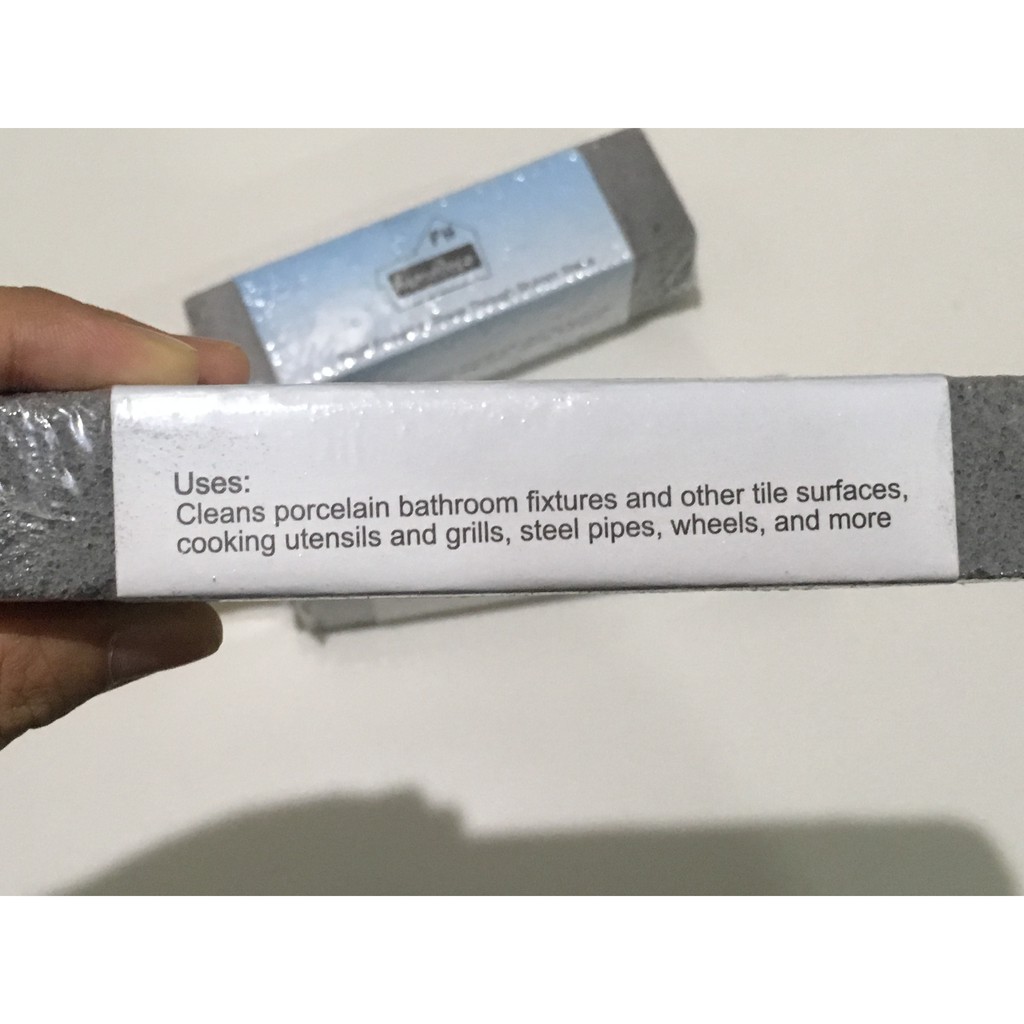 Uses:
Cleans porcelain bathroom fixtures and other tile surfaces,
cooking utensils and grills, steel pipes, wheels, and more